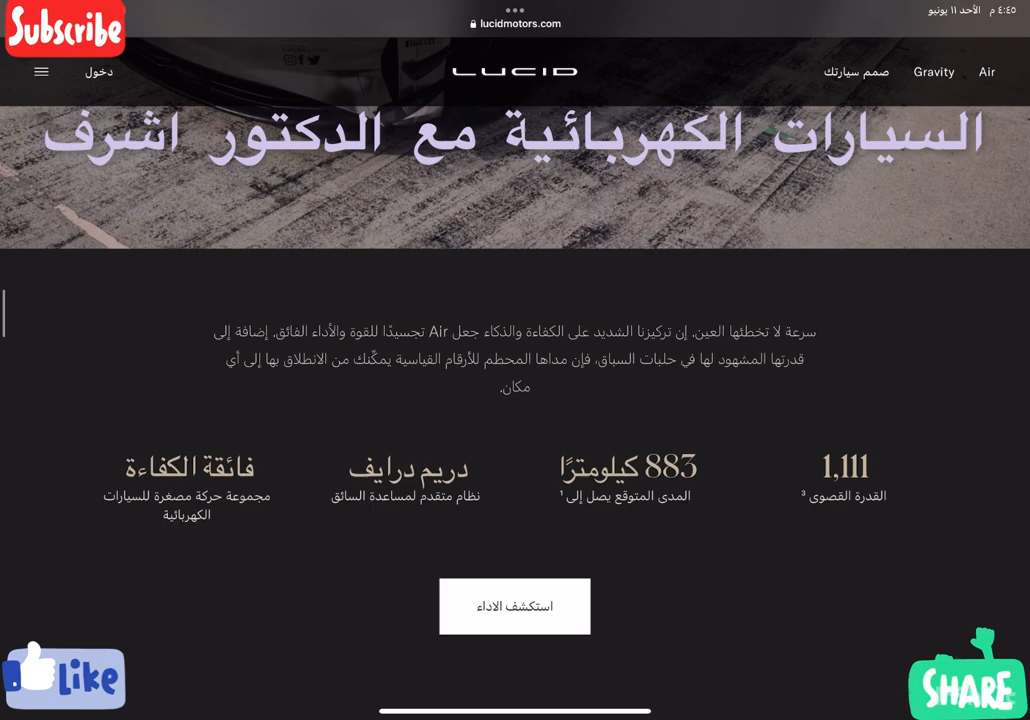 ٤:٤٥ م الأحد ١١ يونيو
lucidmotors.com
Subscribe
Air
Gravity
صمم سيارتك
LUCID
دخول
السيارات الكهربائية مع الدكتور اشرف
سرعة لا تخطئها العين. إن تركيزنا الشديد على الكفاءة والذكاء جعل Air تجسيدًا للقوة والأداء الفائق. إضافة إلى
قدرتها المشهود لها في حلبات السباق، فإن مداها المحطم للأرقام القياسية يمكّنك من الانطلاق بها إلى أي
مكان.
1,111
القدرة القصوى ³
883 كيلومترًا
المدى المتوقع يصل إلى ¹
دريم درايف
نظام متقدم لمساعدة السائق
فائقة الكفاءة
مجموعة حركة مصغرة للسيارات
الكهربائية
استكشف الاداء
Like
SHARE